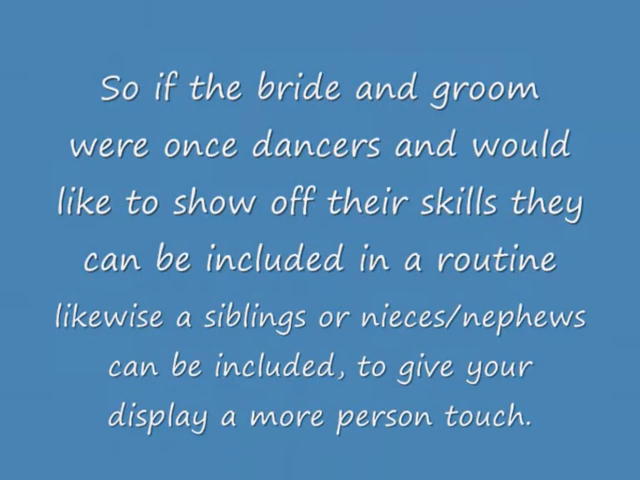 So if the bride and groom
were once dancers and would
like to show off their skills they
can be included in a routine
likewise a siblings or nieces/nephews
can be included, to give your
display a more person touch.